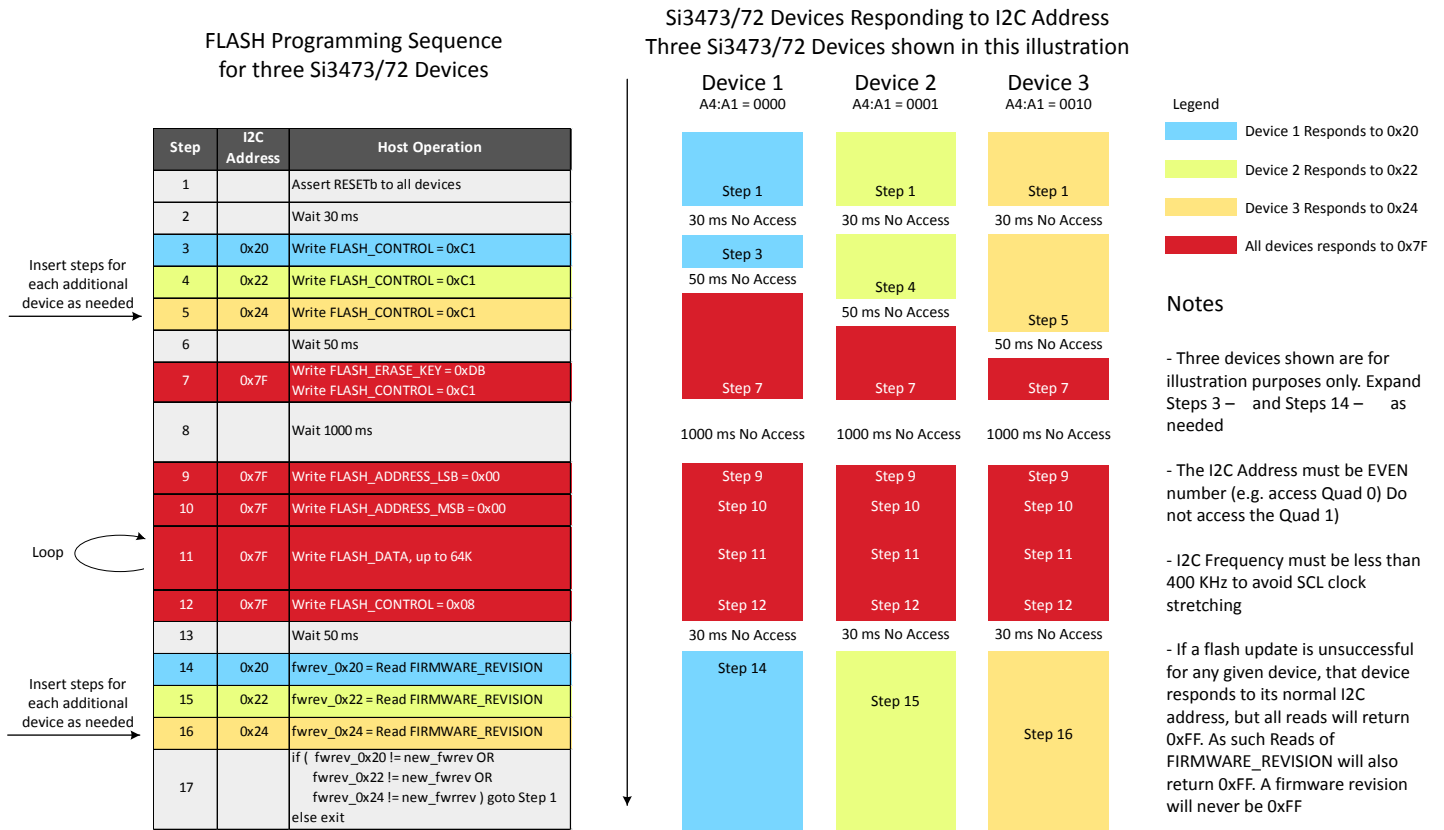 FLASH Programming Sequence
for three Si3473/72 Devices
Step I2C Address Host Operation
1 Assert RESETb to all devices
2 Wait 30 ms
3 0x20 Write FLASH_CONTROL = 0xC1
4 0x22 Write FLASH_CONTROL = 0xC1
5 0x24 Write FLASH_CONTROL = 0xC1
6 Wait 50 ms
7 0x7F Write FLASH_ERASE_KEY = 0xDB
Write FLASH_CONTROL = 0xC1
8 Wait 1000 ms
9 0x7F Write FLASH_ADDRESS_LSB = 0x00
10 0x7F Write FLASH_ADDRESS_MSB = 0x00
11 0x7F Write FLASH_DATA, up to 64K
12 0x7F Write FLASH_CONTROL = 0x08
13 Wait 50 ms
14 0x20 fwrev_0x20 = Read FIRMWARE_REVISION
15 0x22 fwrev_0x22 = Read FIRMWARE_REVISION
16 0x24 fwrev_0x24 = Read FIRMWARE_REVISION
17 if ( fwrev_0x20 != new_fwrev OR
fwrev_0x22 != new_fwrev OR
fwrev_0x24 != new_fwrrev ) goto Step 1
else exit
Insert steps for
each additional
device as needed
Loop
Insert steps for
each additional
device as needed
Si3473/72 Devices Responding to I2C Address
Three Si3473/72 Devices shown in this illustration
Device 1
A4:A1 = 0000
Step 1
30 ms No Access
Step 3
50 ms No Access
Step 7
1000 ms No Access
Step 9
Step 10
Step 11
Step 12
30 ms No Access
Step 14
Device 2
A4:A1 = 0001
Step 1
30 ms No Access
Step 4
50 ms No Access
Step 7
1000 ms No Access
Step 9
Step 10
Step 11
Step 12
30 ms No Access
Step 15
Device 3
A4:A1 = 0010
Step 1
30 ms No Access
Step 5
50 ms No Access
Step 7
1000 ms No Access
Step 9
Step 10
Step 11
Step 12
30 ms No Access
Step 16
Legend
Device 1 Responds to 0x20
Device 2 Responds to 0x22
Device 3 Responds to 0x24
All devices responds to 0x7F
Notes
- Three devices shown are for
illustration purposes only. Expand
Steps 3 – and Steps 14 – as
needed
- The I2C Address must be EVEN
number (e.g. access Quad 0) Do
not access the Quad 1)
- I2C Frequency must be less than
400 KHz to avoid SCL clock
stretching
- If a flash update is unsuccessful
for any given device, that device
responds to its normal I2C
address, but all reads will return
0xFF. As such Reads of
FIRMWARE_REVISION will also
return 0xFF. A firmware revision
will never be 0xFF